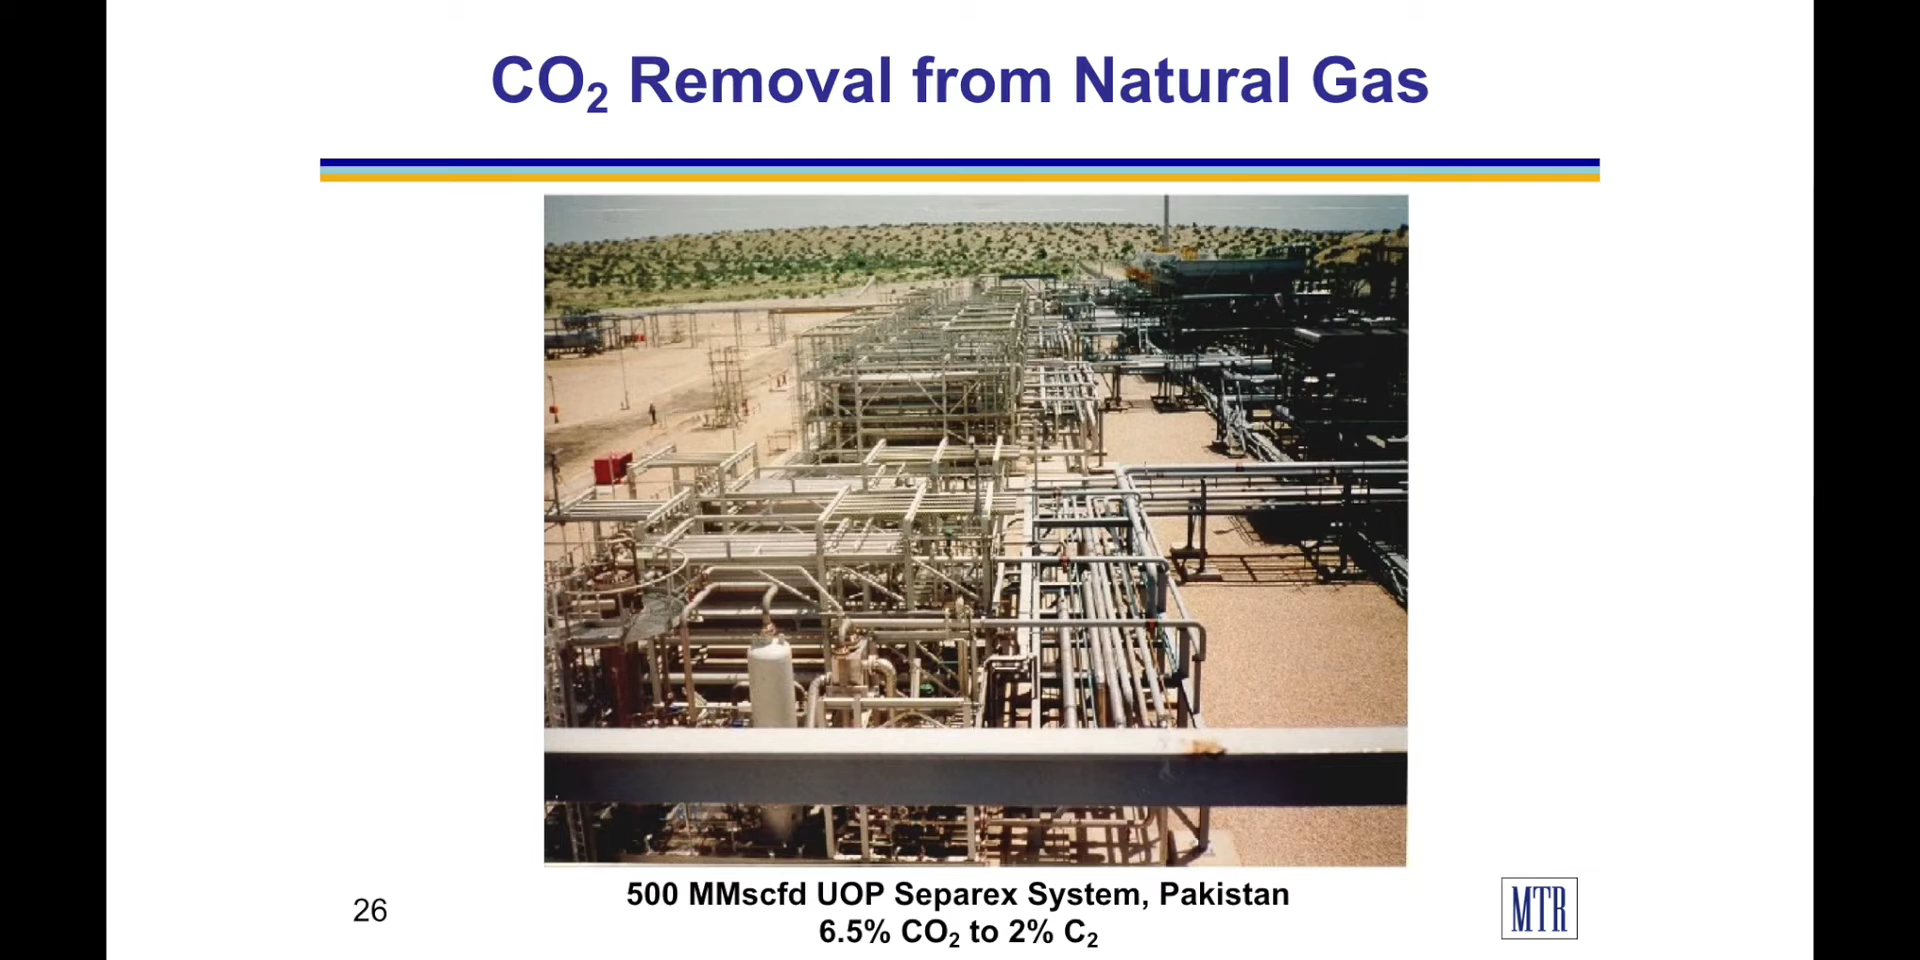 CO₂ Removal from Natural Gas
500 MMscfd UOP Separex System, Pakistan
6.5% CO₂ to 2% C₂
26
MTR